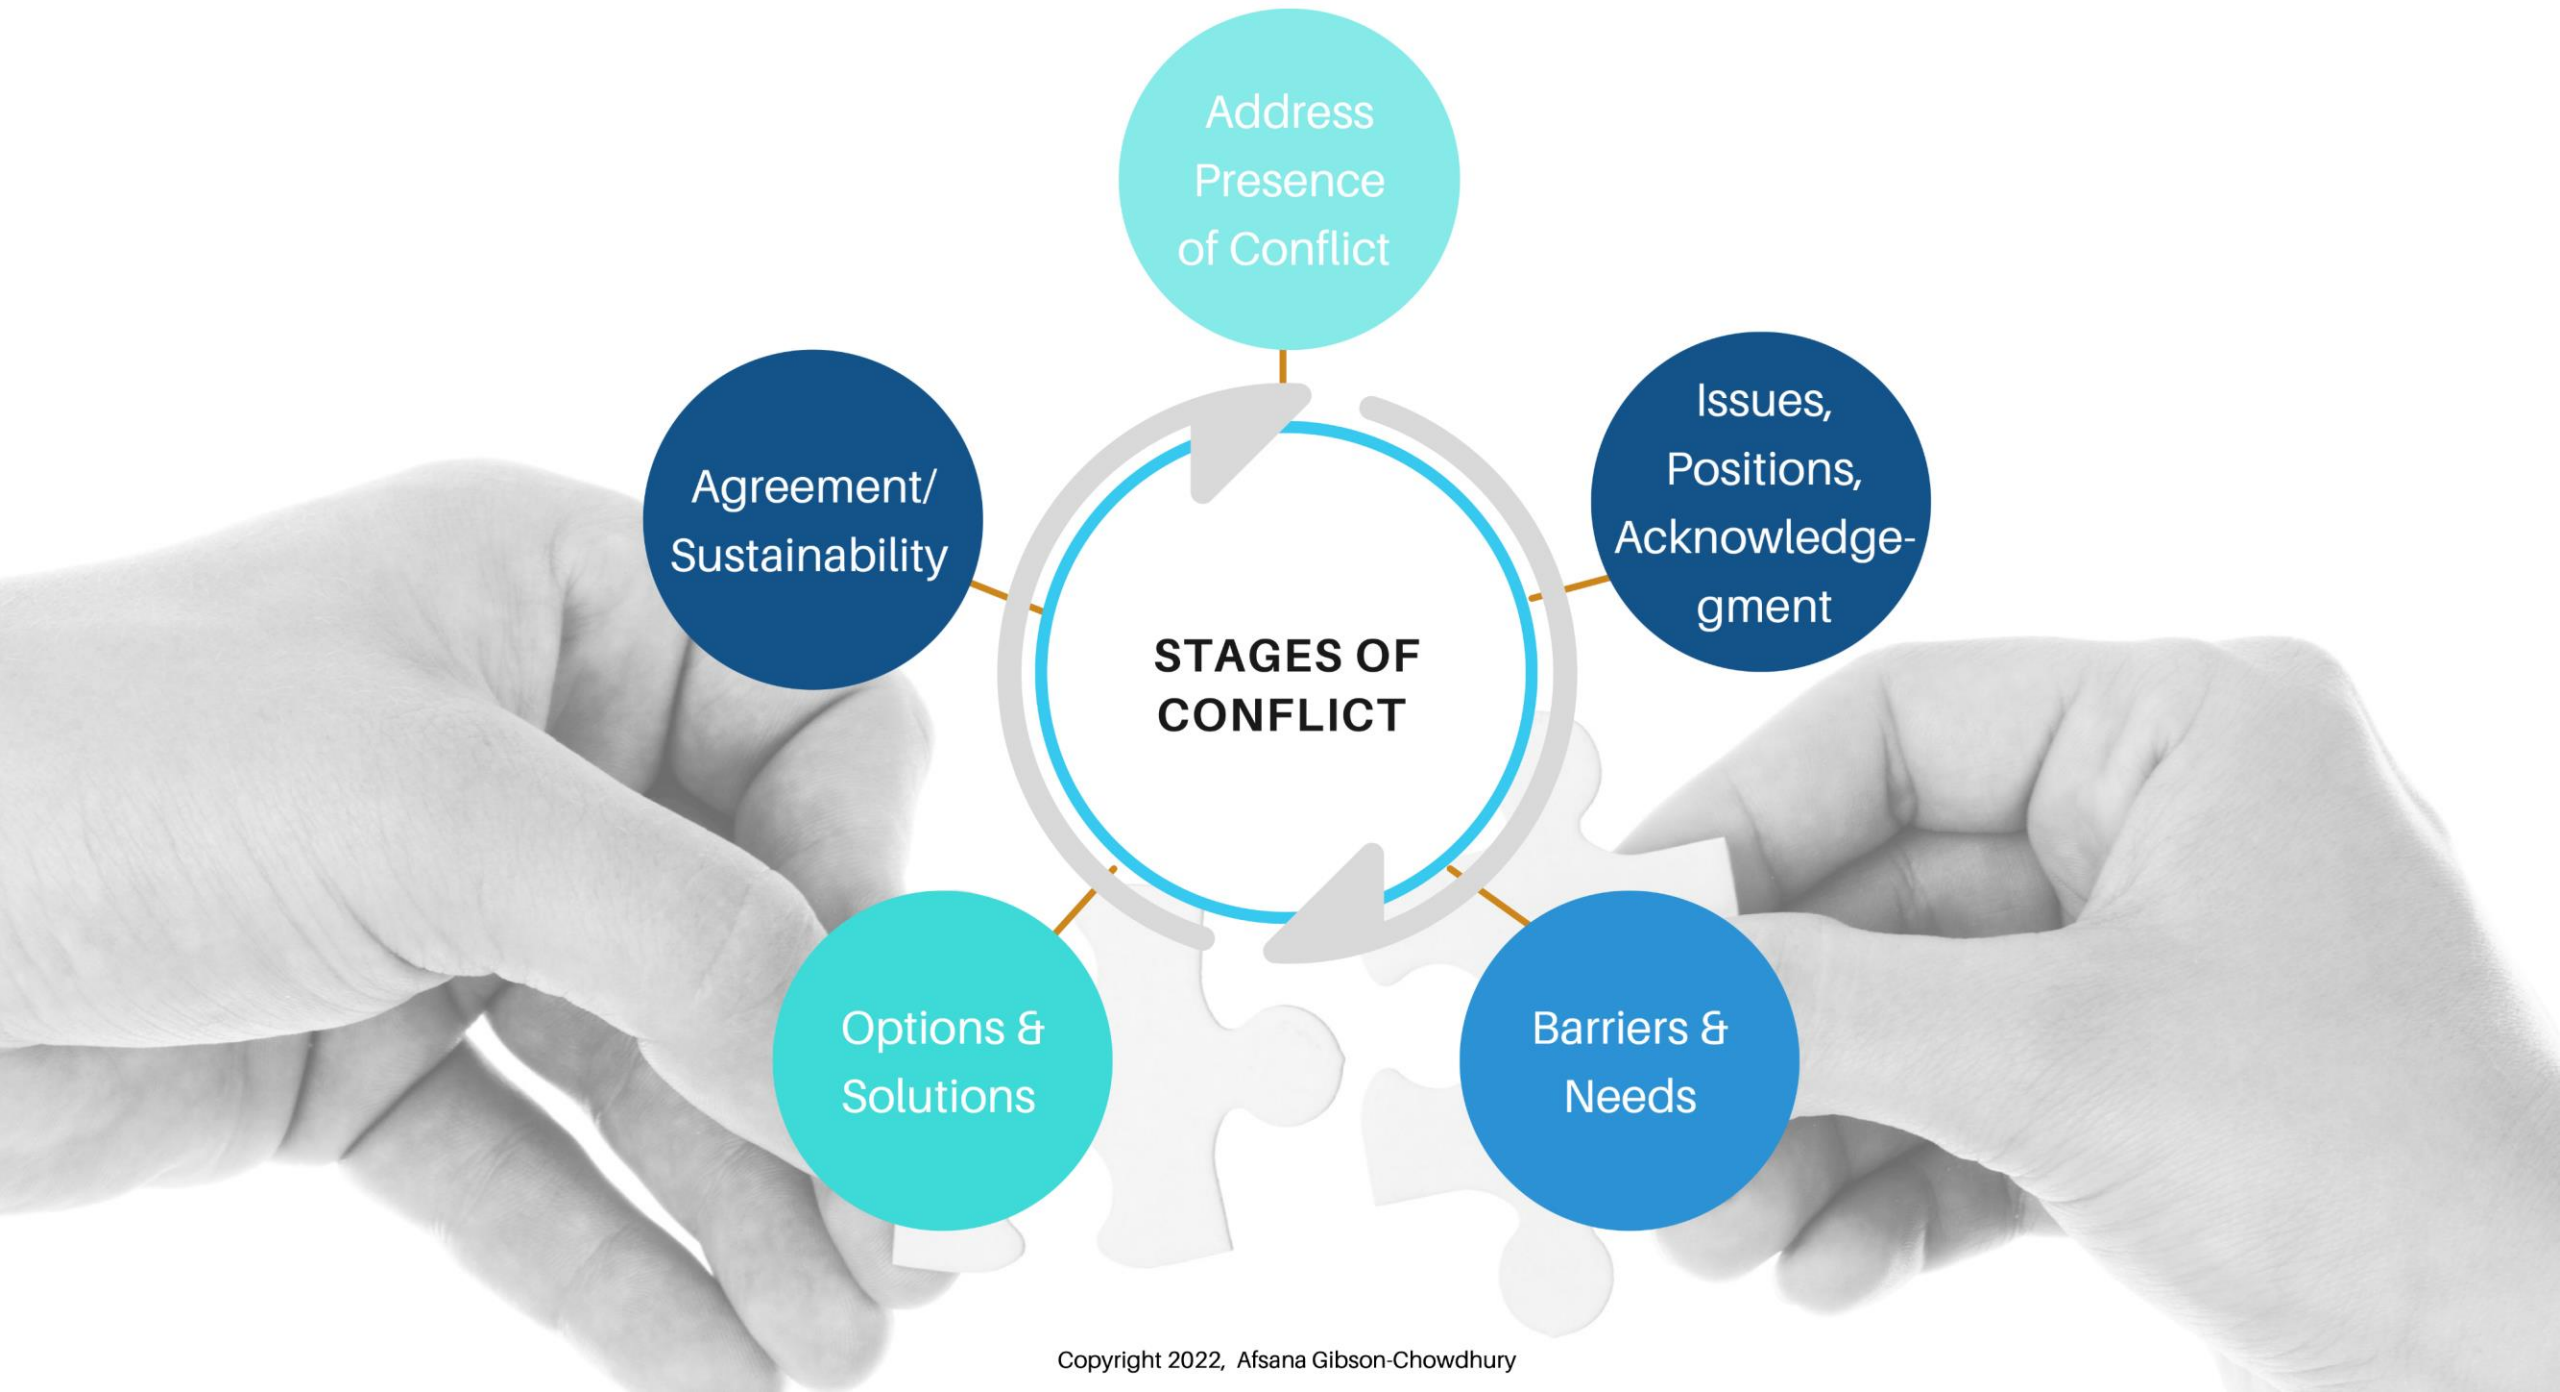 Address
Presence
of Conflict
Issues,
Positions,
Acknowledge-
gment
Agreement/
Sustainability
STAGES OF
CONFLICT
Options &
Solutions
Barriers &
Needs
Copyright 2022, Afsana Gibson-Chowdhury